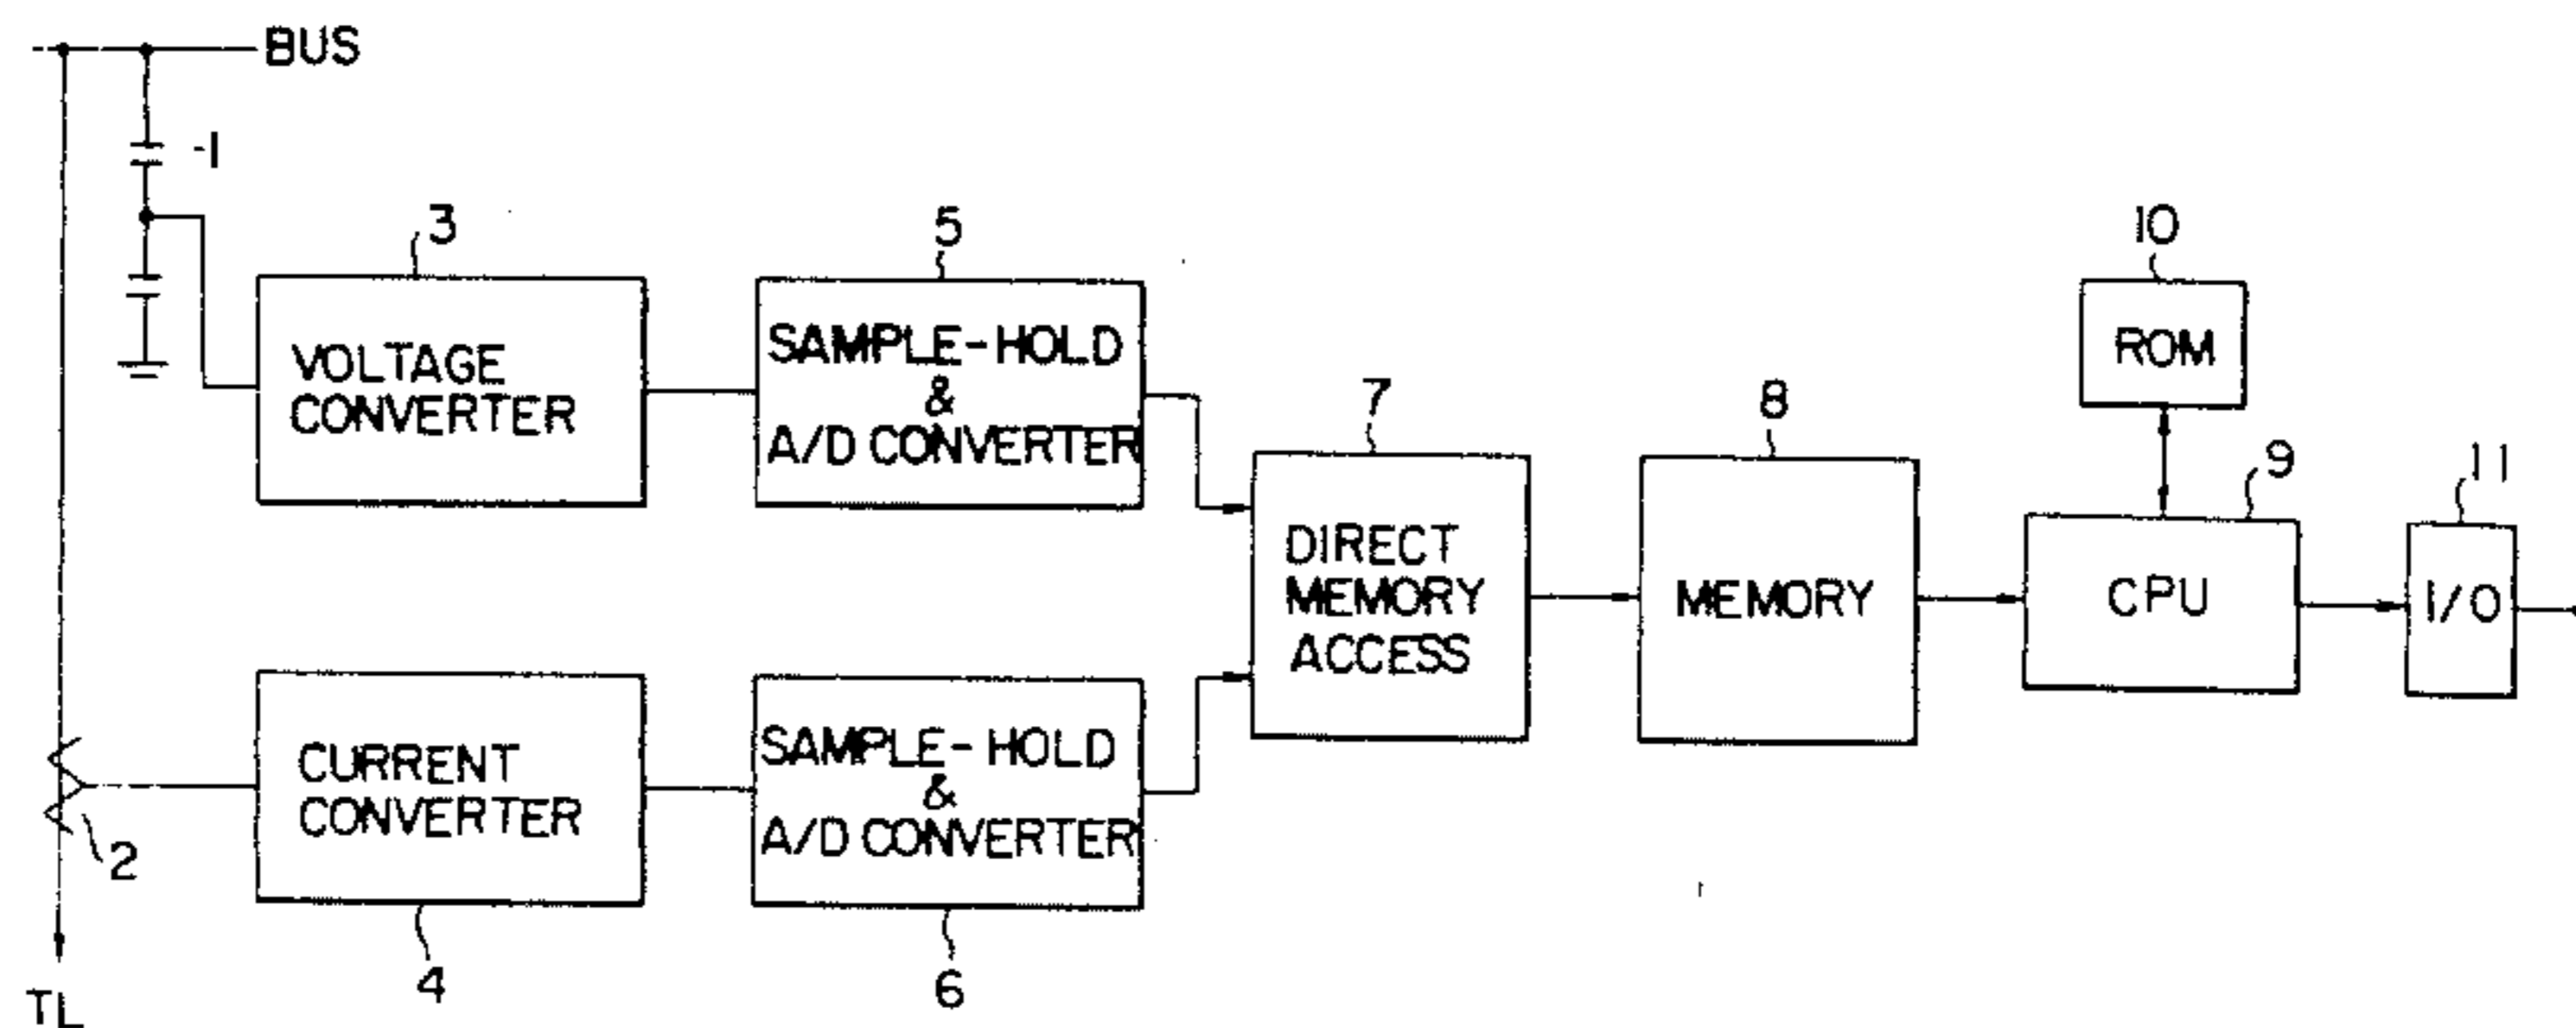 BUS
1
3
VOLTAGE
CONVERTER
5
SAMPLE-HOLD
&
A/D CONVERTER
7
DIRECT
MEMORY
ACCESS
8
MEMORY
10
ROM
9
CPU
11
I/O
2
CURRENT
CONVERTER
4
SAMPLE-HOLD
&
A/D CONVERTER
6
TL